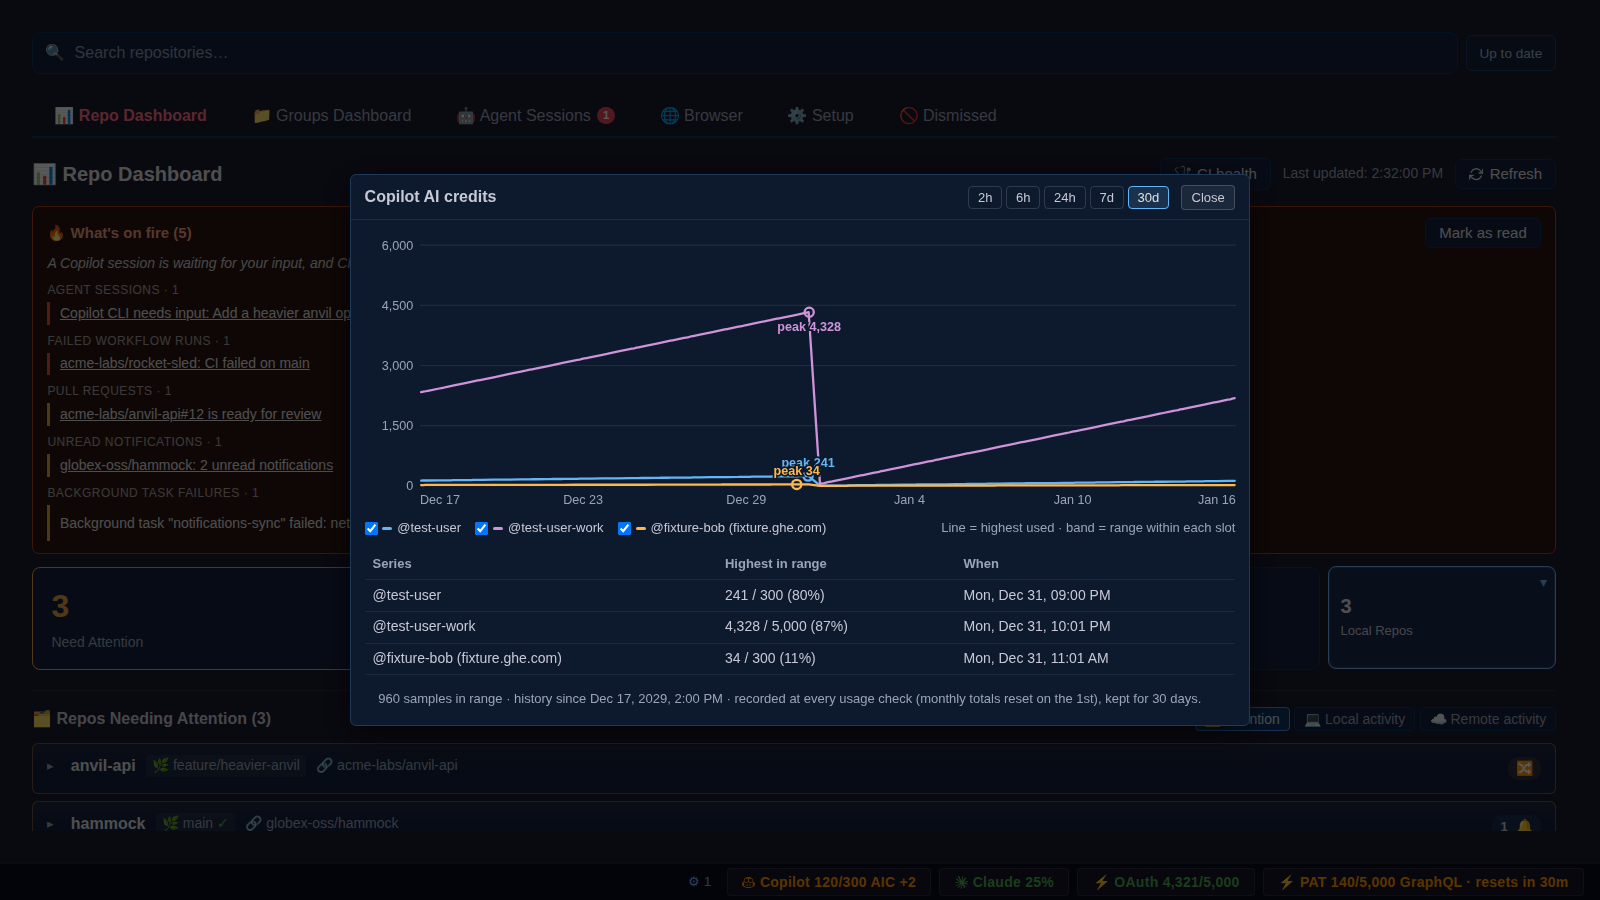 Search repositories…
Up to date
Repo Dashboard
Groups Dashboard
Agent Sessions 1
Browser
Setup
Dismissed
Repo Dashboard
CI health
Last updated: 2:32:00 PM
Refresh
What's on fire (5)
Mark as read
A Copilot session is waiting for your input, and CI
AGENT SESSIONS · 1
Copilot CLI needs input: Add a heavier anvil op
FAILED WORKFLOW RUNS · 1
acme-labs/rocket-sled: CI failed on main
PULL REQUESTS · 1
acme-labs/anvil-api#12 is ready for review
UNREAD NOTIFICATIONS · 1
globex-oss/hammock: 2 unread notifications
BACKGROUND TASK FAILURES · 1
Background task "notifications-sync" failed: net
Copilot AI credits
2h 6h 24h 7d 30d Close
6,000
4,500
3,000
1,500
0
peak 4,328
peak 241
peak 34
Dec 17 Dec 23 Dec 29 Jan 4 Jan 10 Jan 16
@test-user @test-user-work @fixture-bob (fixture.ghe.com) Line = highest used · band = range within each slot
Series Highest in range When
@test-user 241 / 300 (80%) Mon, Dec 31, 09:00 PM
@test-user-work 4,328 / 5,000 (87%) Mon, Dec 31, 10:01 PM
@fixture-bob (fixture.ghe.com) 34 / 300 (11%) Mon, Dec 31, 11:01 AM
960 samples in range · history since Dec 17, 2029, 2:00 PM · recorded at every usage check (monthly totals reset on the 1st), kept for 30 days.
3
Need Attention
3
Local Repos
Repos Needing Attention (3)
Local activity
Remote activity
anvil-api feature/heavier-anvil acme-labs/anvil-api
hammock main ✓ globex-oss/hammock
1
1
Copilot 120/300 AIC +2
Claude 25%
OAuth 4,321/5,000
PAT 140/5,000 GraphQL · resets in 30m